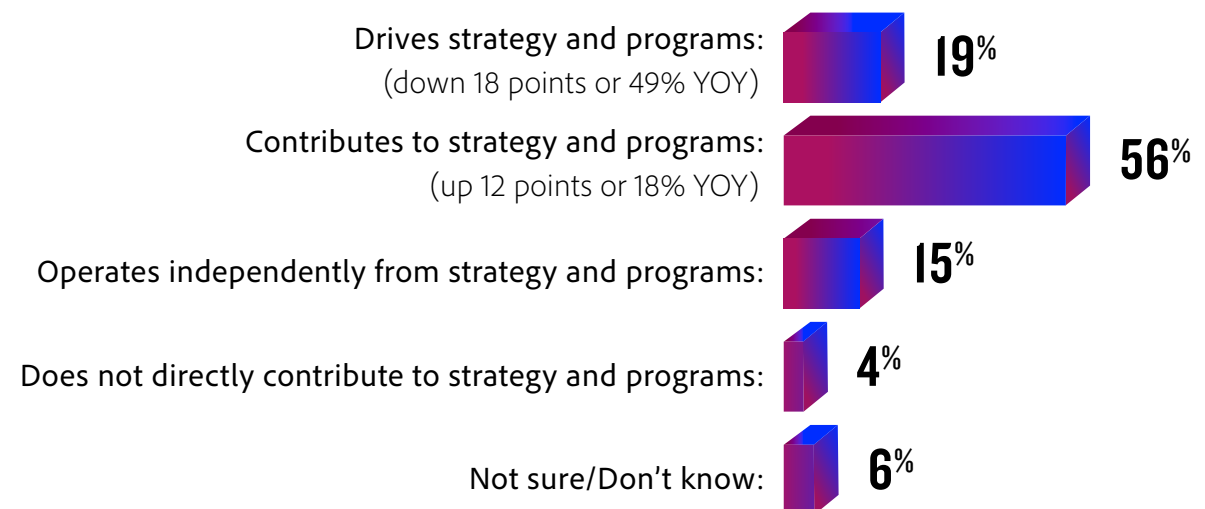 Drives strategy and programs:
(down 18 points or 49% YOY)
19%
Contributes to strategy and programs:
(up 12 points or 18% YOY)
56%
Operates independently from strategy and programs:
15%
Does not directly contribute to strategy and programs:
4%
Not sure/Don’t know:
6%